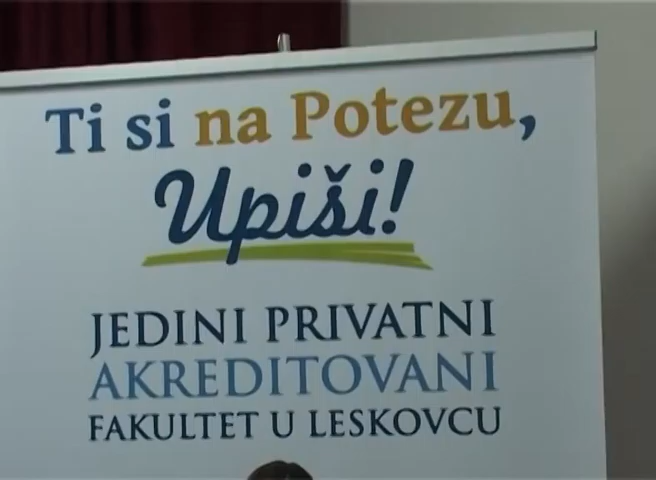 Ti si na Potezu,
Upiši!
JEDINI PRIVATNI
AKREDITOVANI
FAKULTET U LESKOVCU